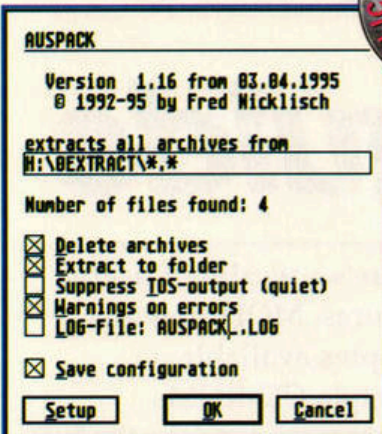 AUSPACK
Version 1.16 from 03.04.1995
© 1992-95 by Fred Nicklisch
extracts all archives from
H:\0EXTRACT\*.*
Number of files found: 4
Delete archives
Extract to folder
Suppress TOS-output (quiet)
Warnings on errors
LOG-File: AUSPACK..LOG
Save configuration
Setup OK Cancel